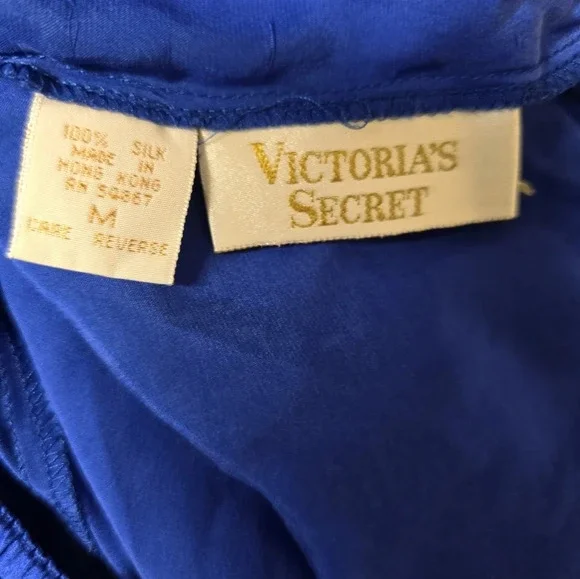 100% SILK
MADE IN
HONG KONG
RN 54867
M
CARE REVERSE
VICTORIA'S
SECRET